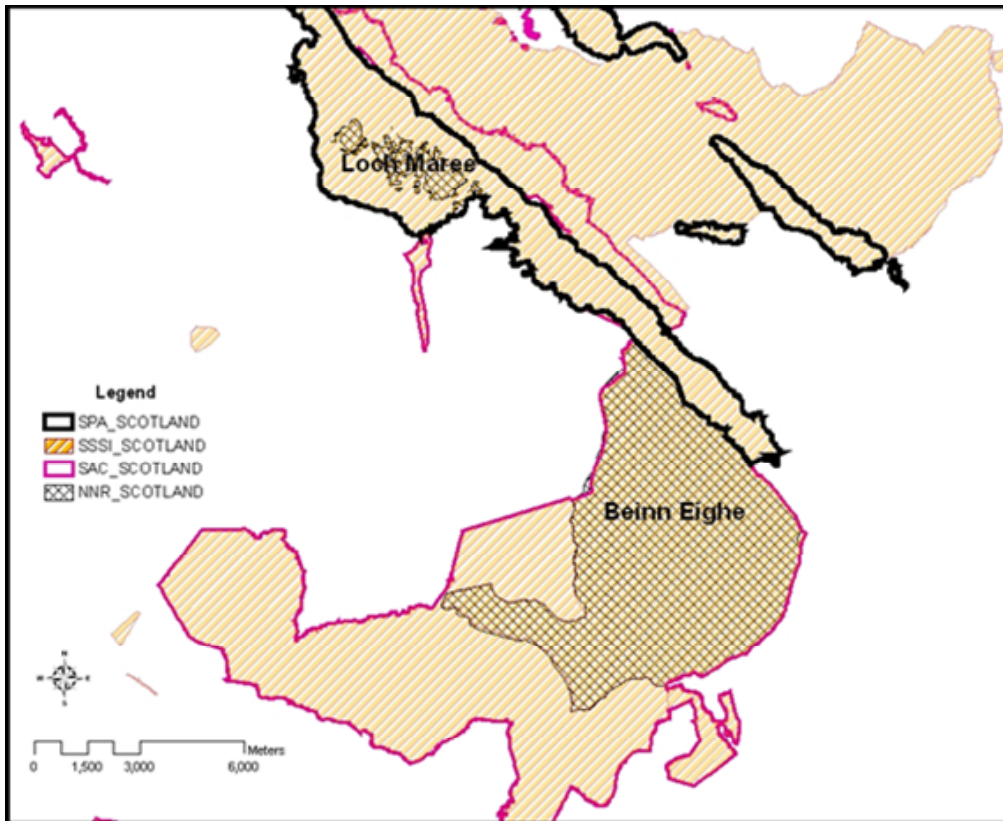 Loch Maree
Legend
SPA_SCOTLAND
SSSI_SCOTLAND
SAC_SCOTLAND
NNR_SCOTLAND
Beinn Eighe
N
W E
S
Meters
0 1,500 3,000 6,000